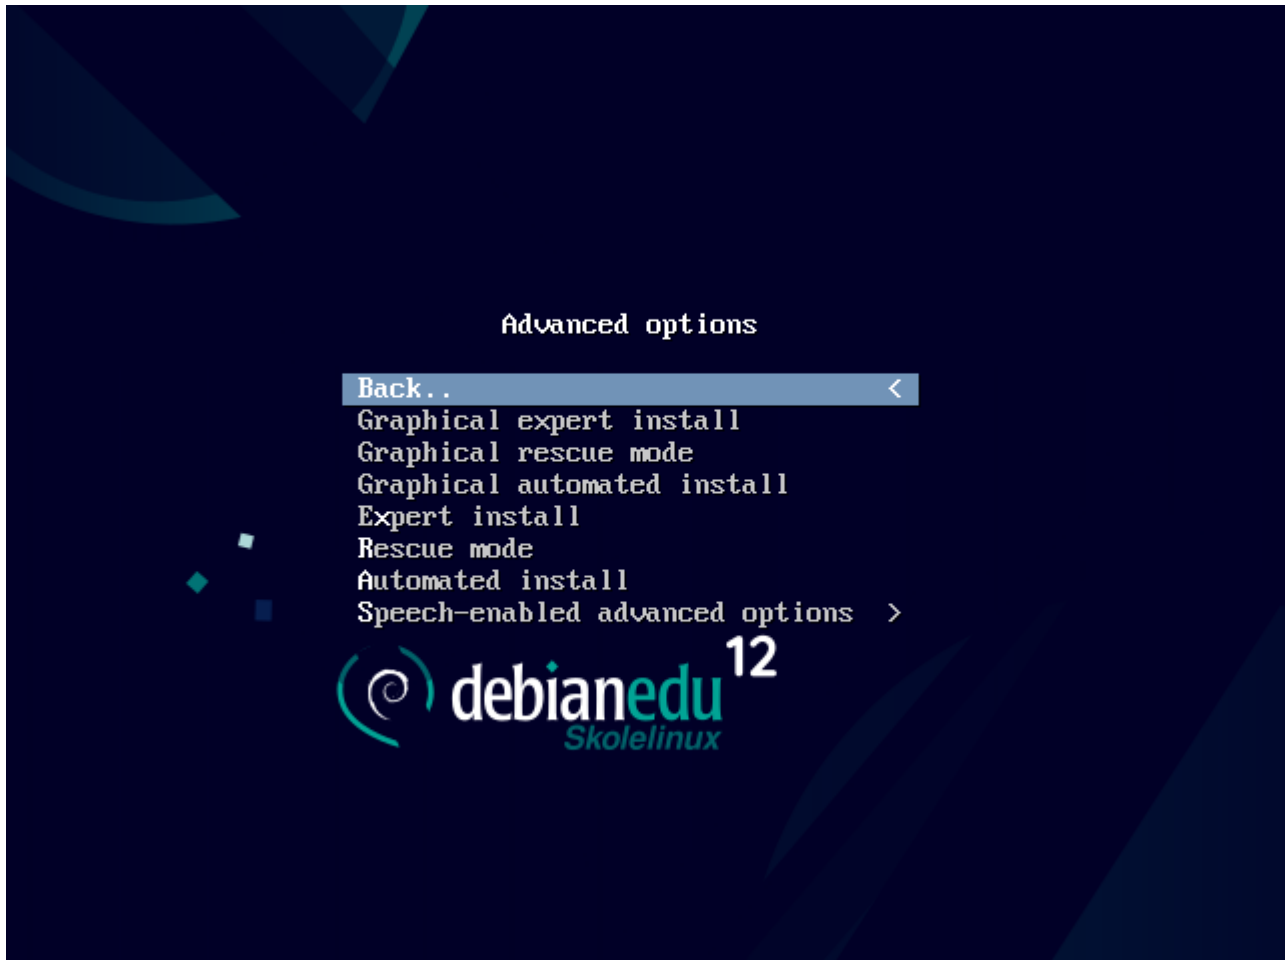 Advanced options
Back.. <
Graphical expert install
Graphical rescue mode
Graphical automated install
Expert install
Rescue mode
Automated install
Speech-enabled advanced options >
debianedu 12
Skolelinux